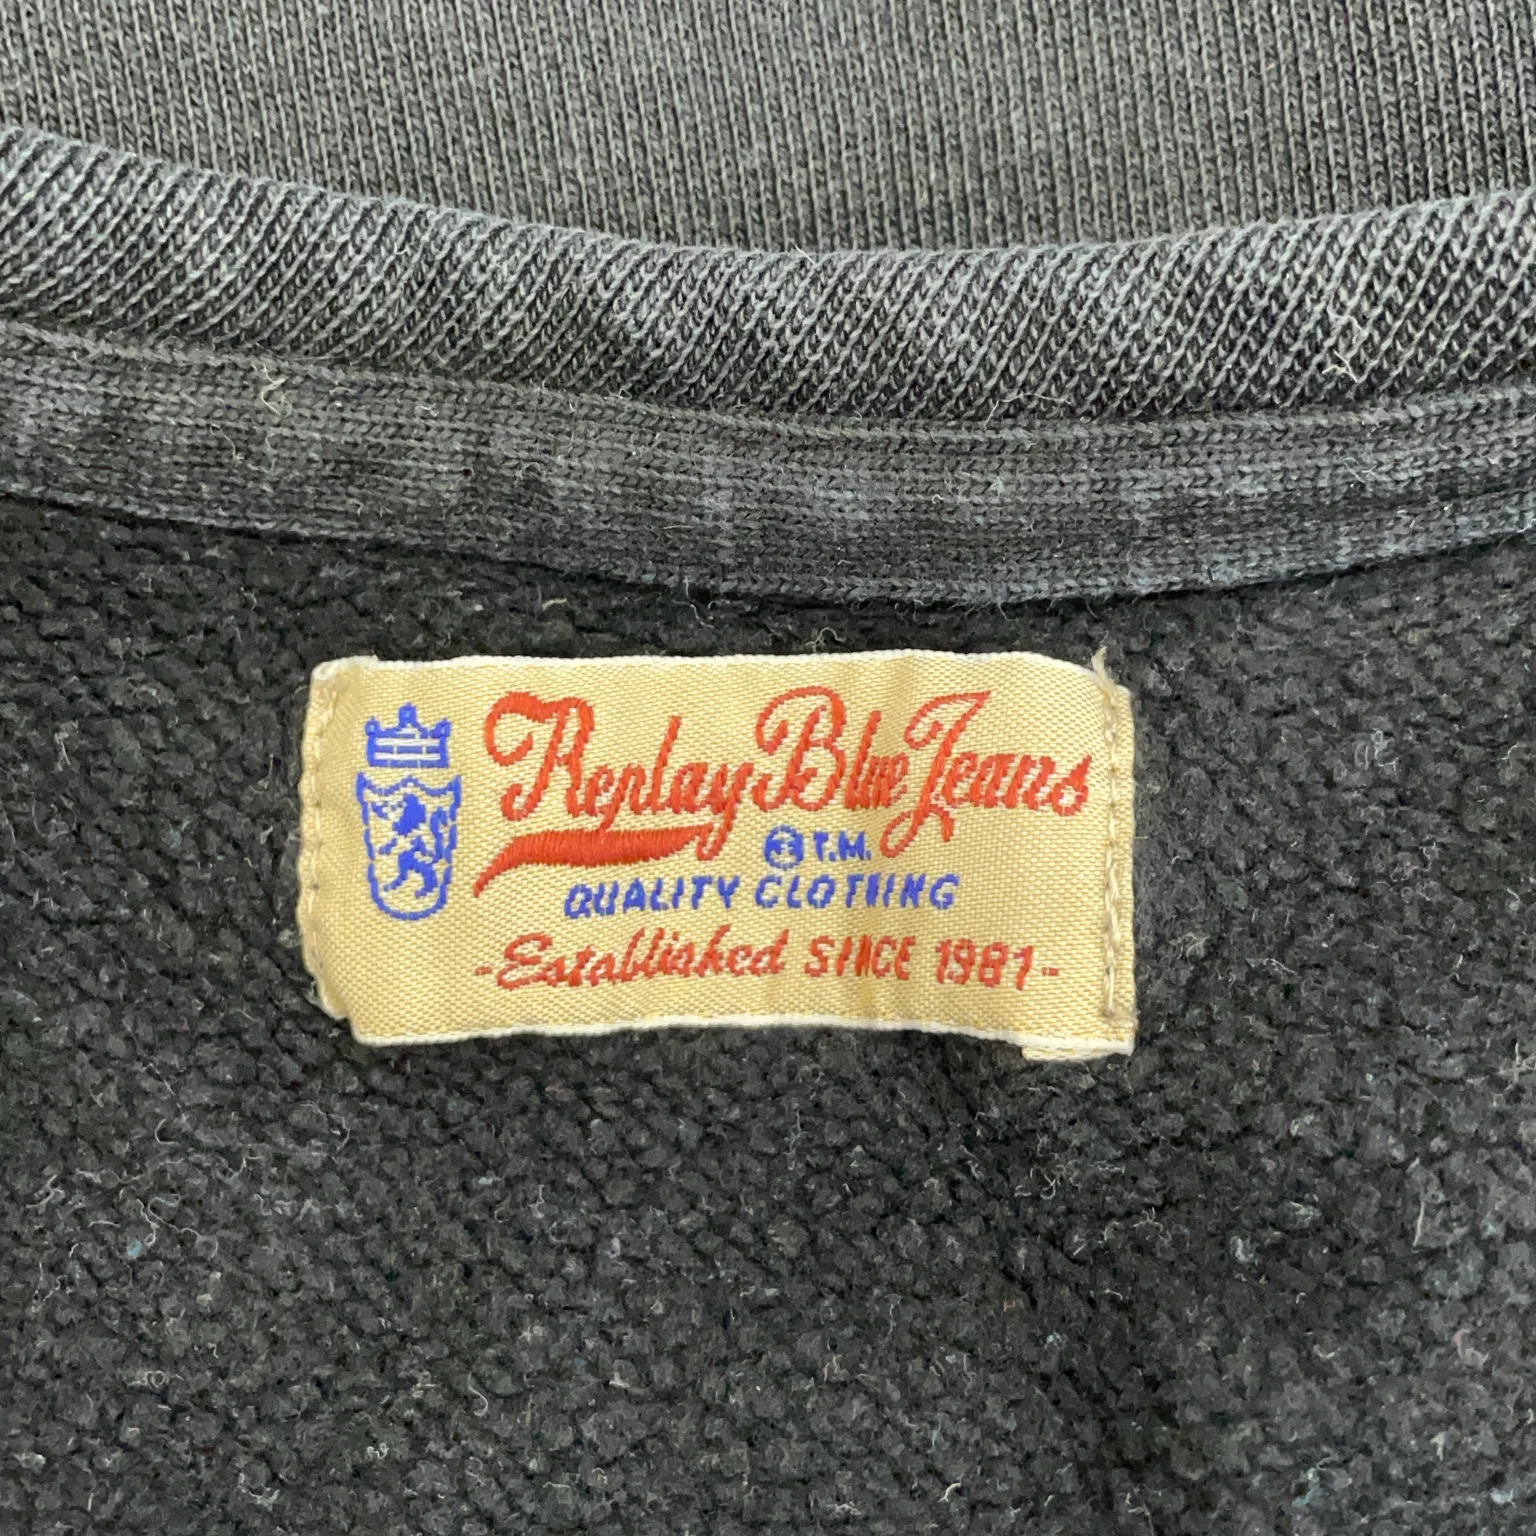 Replay Blue Jeans
® T.M.
QUALITY CLOTHING
-Established SINCE 1981-